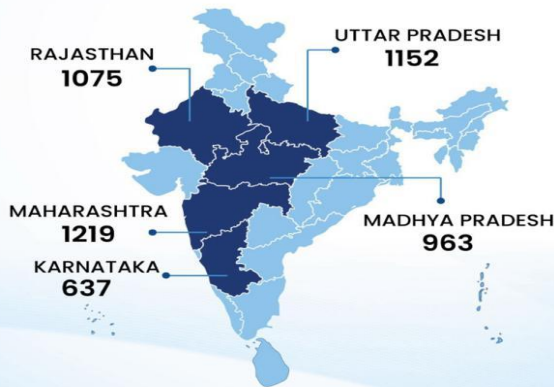 RAJASTHAN
1075
UTTAR PRADESH
1152
MAHARASHTRA
1219
MADHYA PRADESH
963
KARNATAKA
637